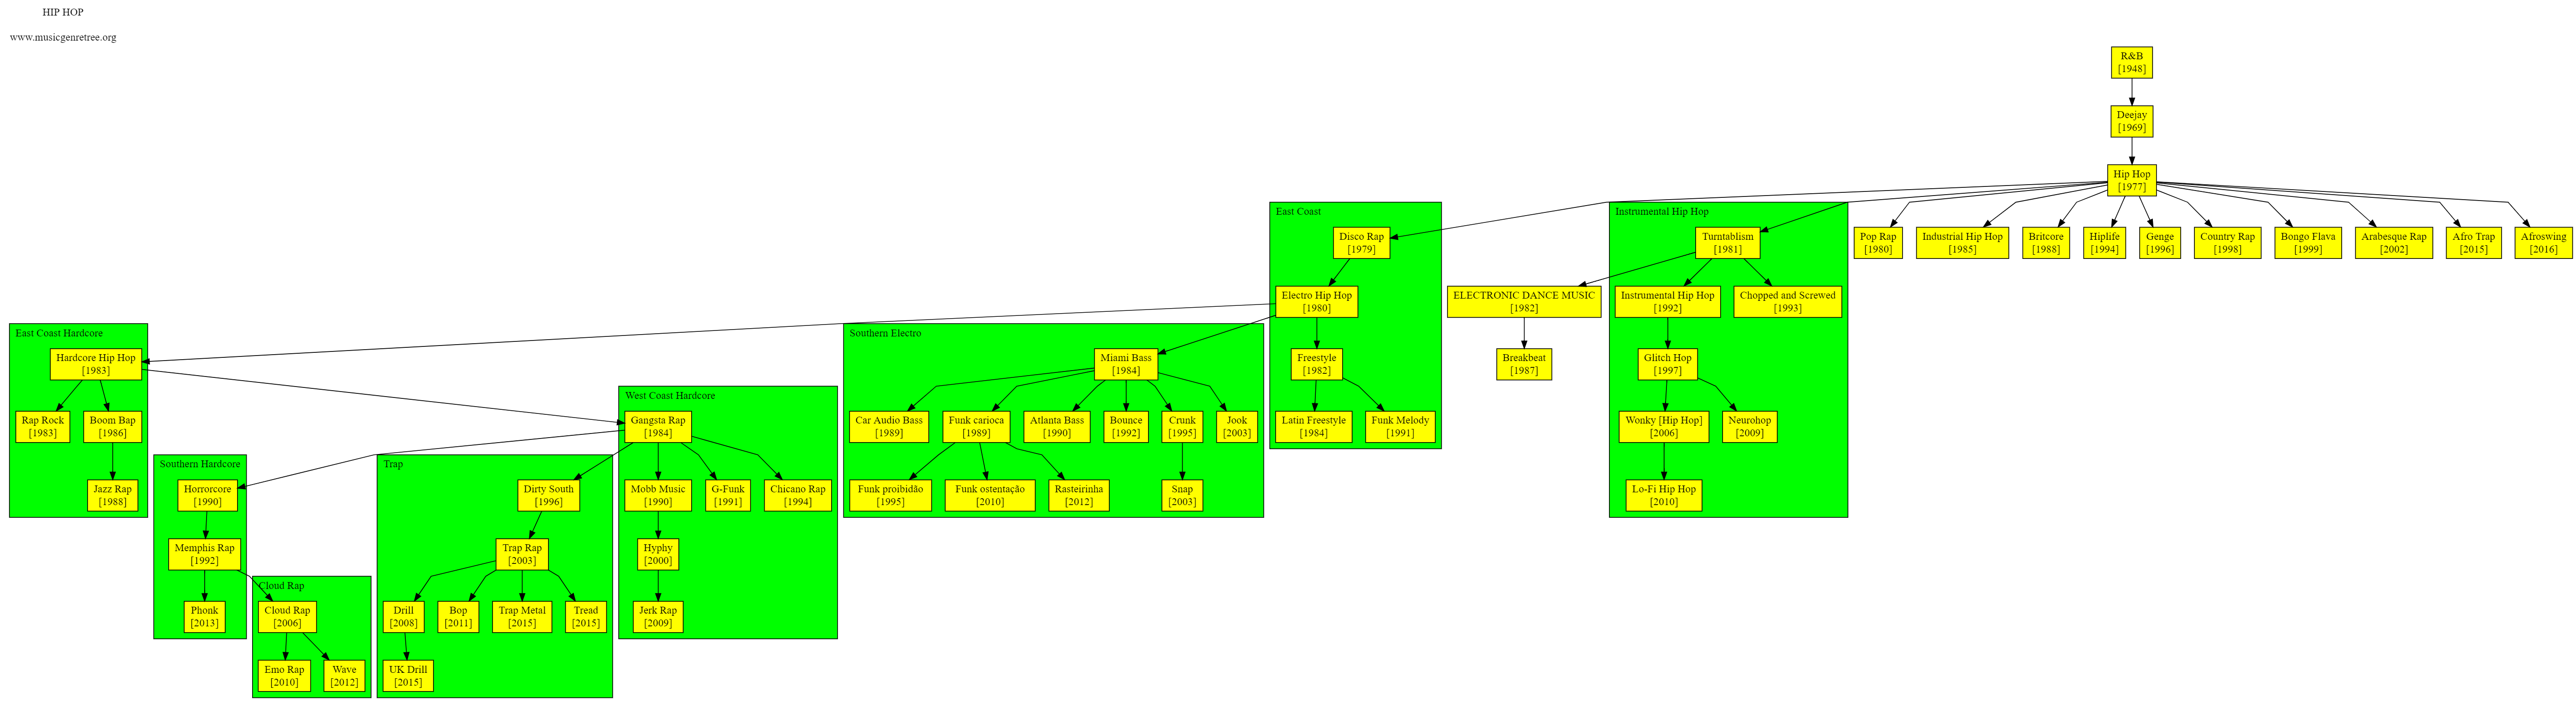 HIP HOP
www.musicgenretree.org
R&B
[1948]
Deejay
[1969]
Hip Hop
[1977]
East Coast
Disco Rap
[1979]
Electro Hip Hop
[1980]
Freestyle
[1982]
Latin Freestyle
[1984]
Funk Melody
[1991]
Instrumental Hip Hop
Turntablism
[1981]
Instrumental Hip Hop
[1992]
Chopped and Screwed
[1993]
Glitch Hop
[1997]
Wonky [Hip Hop]
[2006]
Neurohop
[2009]
Lo-Fi Hip Hop
[2010]
ELECTRONIC DANCE MUSIC
[1982]
Breakbeat
[1987]
Pop Rap
[1980]
Industrial Hip Hop
[1985]
Britcore
[1988]
Hiplife
[1994]
Genge
[1996]
Country Rap
[1998]
Bongo Flava
[1999]
Arabesque Rap
[2002]
Afro Trap
[2015]
Afroswing
[2016]
East Coast Hardcore
Hardcore Hip Hop
[1983]
Rap Rock
[1983]
Boom Bap
[1986]
Jazz Rap
[1988]
Southern Electro
Miami Bass
[1984]
Car Audio Bass
[1989]
Funk carioca
[1989]
Atlanta Bass
[1990]
Bounce
[1992]
Crunk
[1995]
Jook
[2003]
Funk proibidão
[1995]
Funk ostentação
[2010]
Rasteirinha
[2012]
Snap
[2003]
West Coast Hardcore
Gangsta Rap
[1984]
Mobb Music
[1990]
G-Funk
[1991]
Chicano Rap
[1994]
Hyphy
[2000]
Jerk Rap
[2009]
Southern Hardcore
Horrorcore
[1990]
Memphis Rap
[1992]
Phonk
[2013]
Cloud Rap
Cloud Rap
[2006]
Emo Rap
[2010]
Wave
[2012]
Trap
Dirty South
[1996]
Trap Rap
[2003]
Drill
[2008]
Bop
[2011]
Trap Metal
[2015]
Tread
[2015]
UK Drill
[2015]